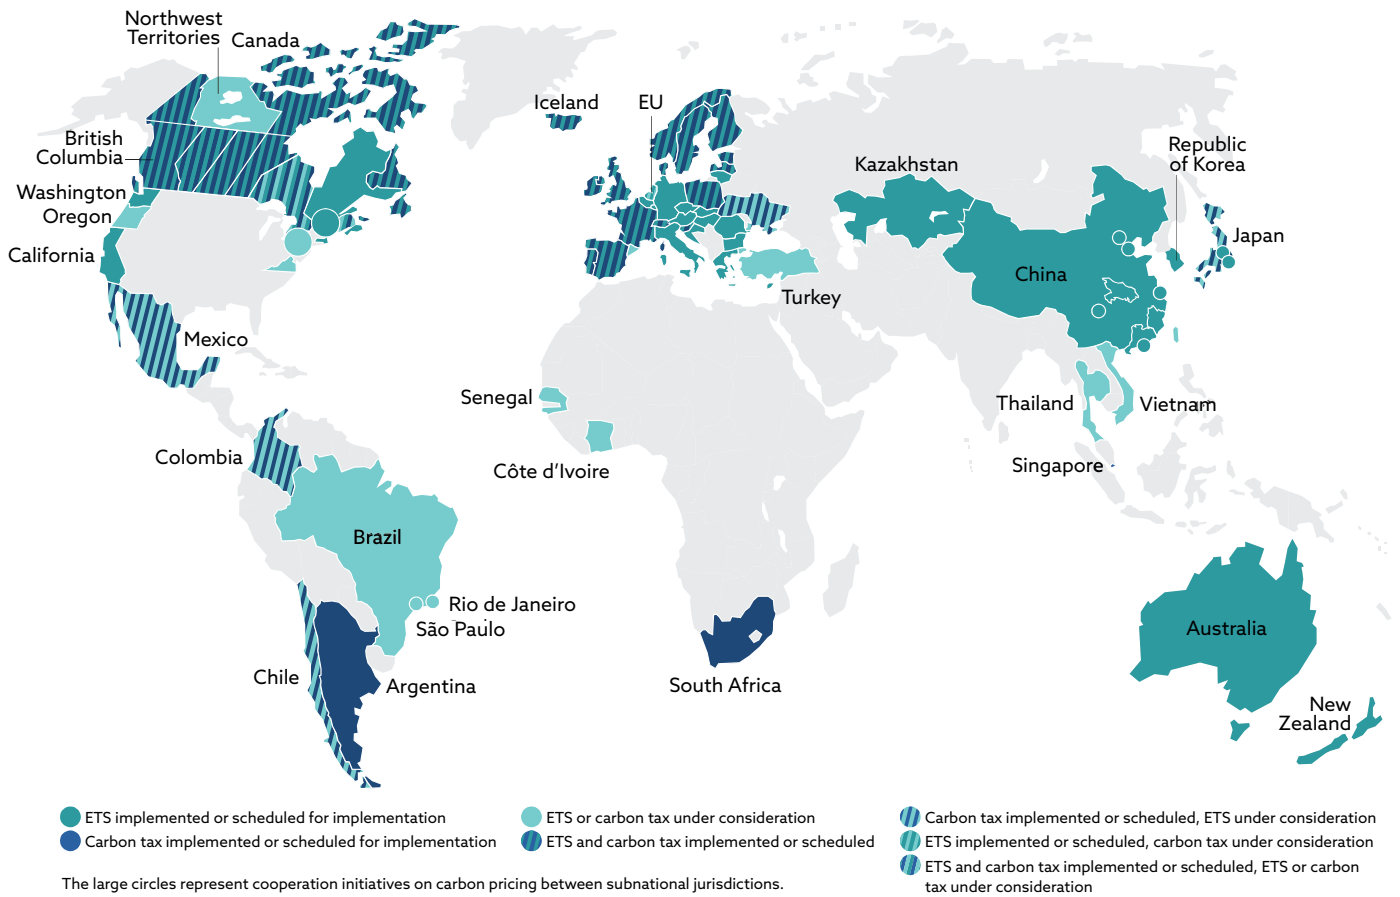 Northwest
Territories
Canada
Iceland
EU
British
Columbia
Republic
of Korea
Kazakhstan
Washington
Oregon
California
Japan
China
Turkey
Mexico
Senegal
Thailand
Vietnam
Colombia
Côte d’Ivoire
Singapore
Brazil
Rio de Janeiro
São Paulo
Australia
Chile
Argentina
South Africa
New
Zealand
ETS implemented or scheduled for implementation
Carbon tax implemented or scheduled for implementation
ETS or carbon tax under consideration
ETS and carbon tax implemented or scheduled
Carbon tax implemented or scheduled, ETS under consideration
ETS implemented or scheduled, carbon tax under consideration
ETS and carbon tax implemented or scheduled, ETS or carbon
tax under consideration
The large circles represent cooperation initiatives on carbon pricing between subnational jurisdictions.